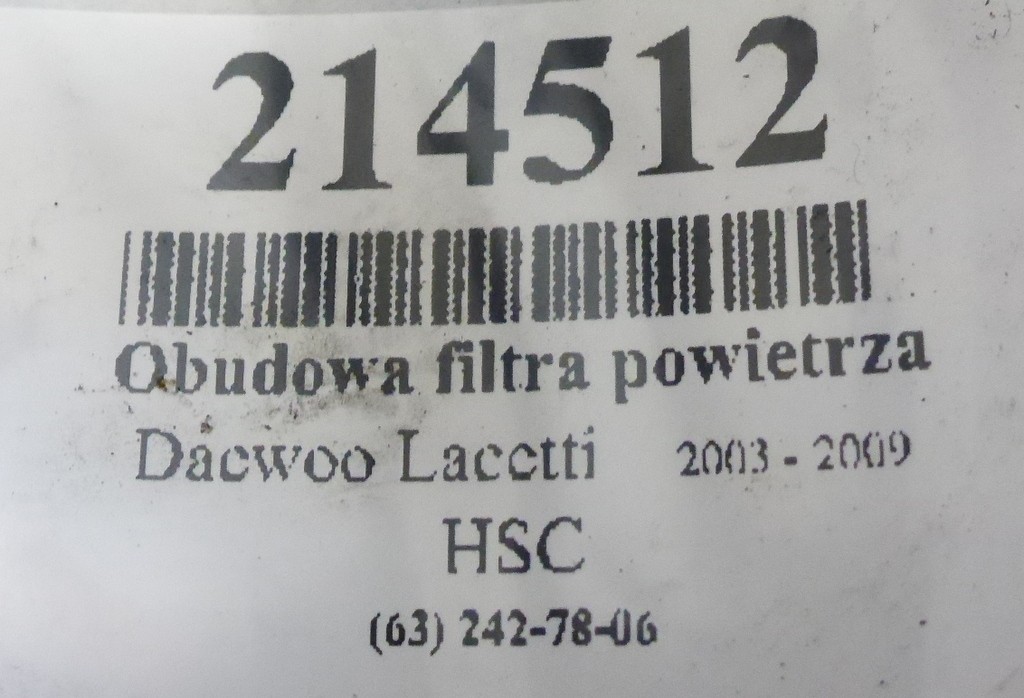 214512
Obudowa filtra powietrza
Daewoo Lacetti 2003 - 2009
HSC
(63) 242-78-06